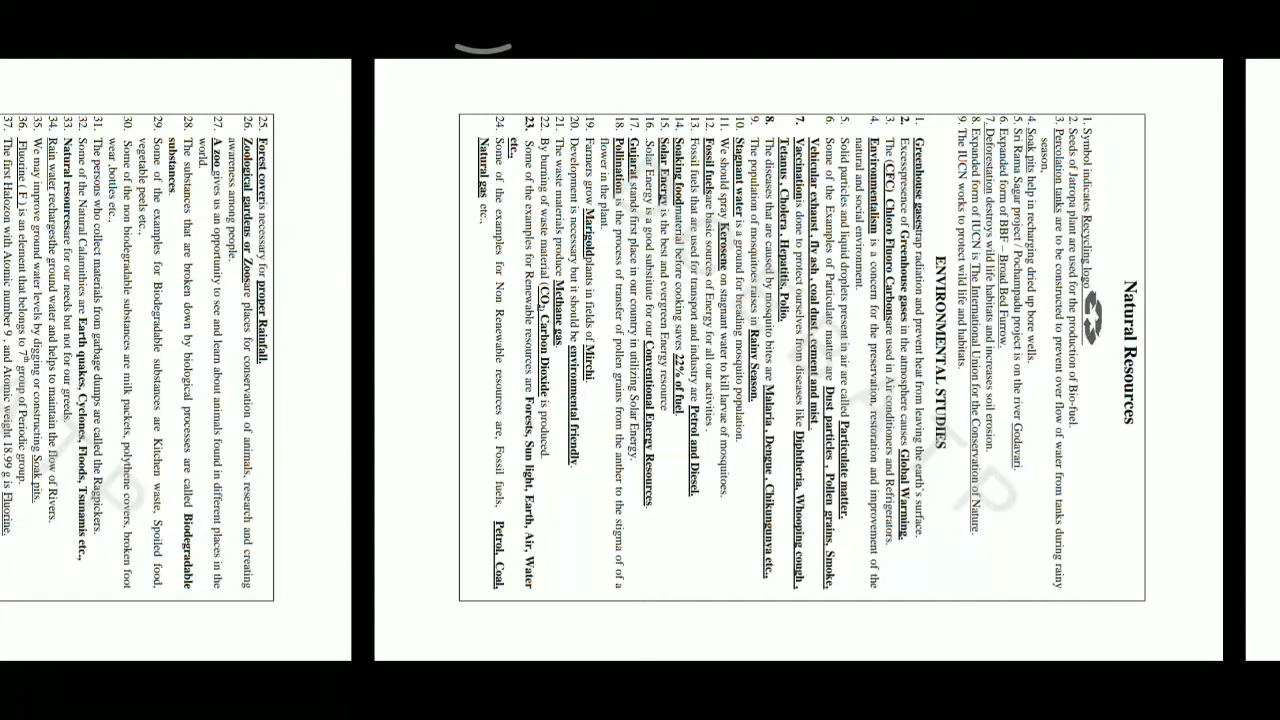 Natural Resources
1. Symbol indicates Recycling logo
2. Seeds of Jatropa plant are used for the production of Bio-fuel.
3. Percolation tanks are to be constructed to prevent over flow of water from tanks during rainy
season,
4. Soak pits help in recharging dried up bore wells.
5. Sri Rama Sagar project / Pochampadu project is on the river Godavari.
6. Expanded form of BBF – Broad Bed Furrow.
7. Deforestation destroys wild life habitats and increases soil erosion.
8. Expanded form of IUCN is The International Union for the Conservation of Nature.
9. The IUCN works to protect wild life and habitats.
ENVIRONMENTAL STUDIES
1. Greenhouse gasestrap radiation and prevent heat from leaving the earth's surface.
2. Excesspresence of Greenhouse gases in the atmosphere causes Global Warming.
3. The (CFC) Chloro Fluoro Carbonsare used in Air conditioners and Refrigerators.
4. Environmentalism is a concern for the preservation, restoration and improvement of the
natural and social environment.
5. Solid particles and liquid droplets present in air are called Particulate matter.
6. Some of the Examples of Particulate matter are Dust particles , Pollen grains, Smoke,
Vehicular exhaust , fly ash , coal dust , cement and mist.
7. Vaccinationis done to protect ourselves from diseases like Diphtheria, Whooping cough ,
Tetanus , Cholera , Hepatitis, Polio.
8. The diseases that are caused by mosquito bites are Malaria , Dengue , Chikungunya etc.,
9. The population of mosquitoes raises in Rainy Season.
10. Stagnant water is a ground for breading mosquito population.
11. We should spray Kerosene on stagnant water to kill larvae of mosquitoes.
12. Fossil fuelsare basic sources of Energy for all our activities .
13. Fossil fuels that are used for transport and industry are Petrol and Diesel.
14. Soaking foodmaterial before cooking saves 22% of fuel.
15. Solar Energy is the best and evergreen Energy resource
16. .Solar Energy is a good substitute for our Conventional Energy Resources.
17. Gujarat stands first place in our country in utilizing Solar Energy.
18. Pollination is the process of transfer of pollen grains from the anther to the stigma of of a
flower in the plant.
19. Farmers grow Marigoldplants in fields of Mirchi.
20. Development is necessary but it should be environmental friendly.
21. The waste materials produce Methane gas.
22. By burning of waste material (CO2) Carbon Dioxide is produced.
23. Some of the examples for Renewable resources are Forests, Sun light, Earth, Air, Water
etc.,
24. Some of the examples for Non Renewable resources are, Fossil fuels, Petrol, Coal,
Natural gas etc.,
25. Forest coveris necessary for proper Rainfall.
26. Zoological gardens or Zoosare places for conservation of animals, research and creating
awareness among people.
27. A zoo gives us an opportunity to see and learn about animals found in different places in the
world.
28. The substances that are broken down by biological processes are called Biodegradable
substances.
29. Some of the examples for Biodegradable substances are Kitchen waste, Spoiled food,
vegetable peels etc.,
30. Some of the non biodegradable substances are milk packets, polythene covers, broken foot
wear ,bottles etc.,
31. The persons who collect materials from garbage dumps are called the Ragpickers.
32. Some of the Natural Calamities are Earth quakes, Cyclones, Floods, Tsunamis etc.,
33. Natural resourcesare for our needs but not for our greeds.
34. Rain water rechargesthe ground water and helps to maintain the flow of Rivers.
35. We may improve ground water levels by digging or constructing Soak pits.
36. Fluorine ( F ) is an element that belongs to 7th group of Periodic group.
37. The first Halozon with Atomic number 9 , and Atomic weight 18.99 g is Fluorine.